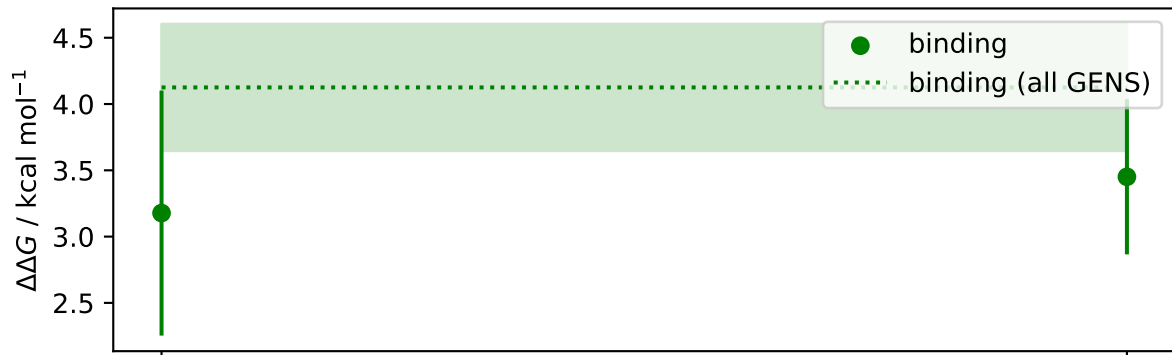 4.5
4.0
3.5
3.0
2.5
ΔΔG / kcal mol⁻¹
binding
binding (all GENS)